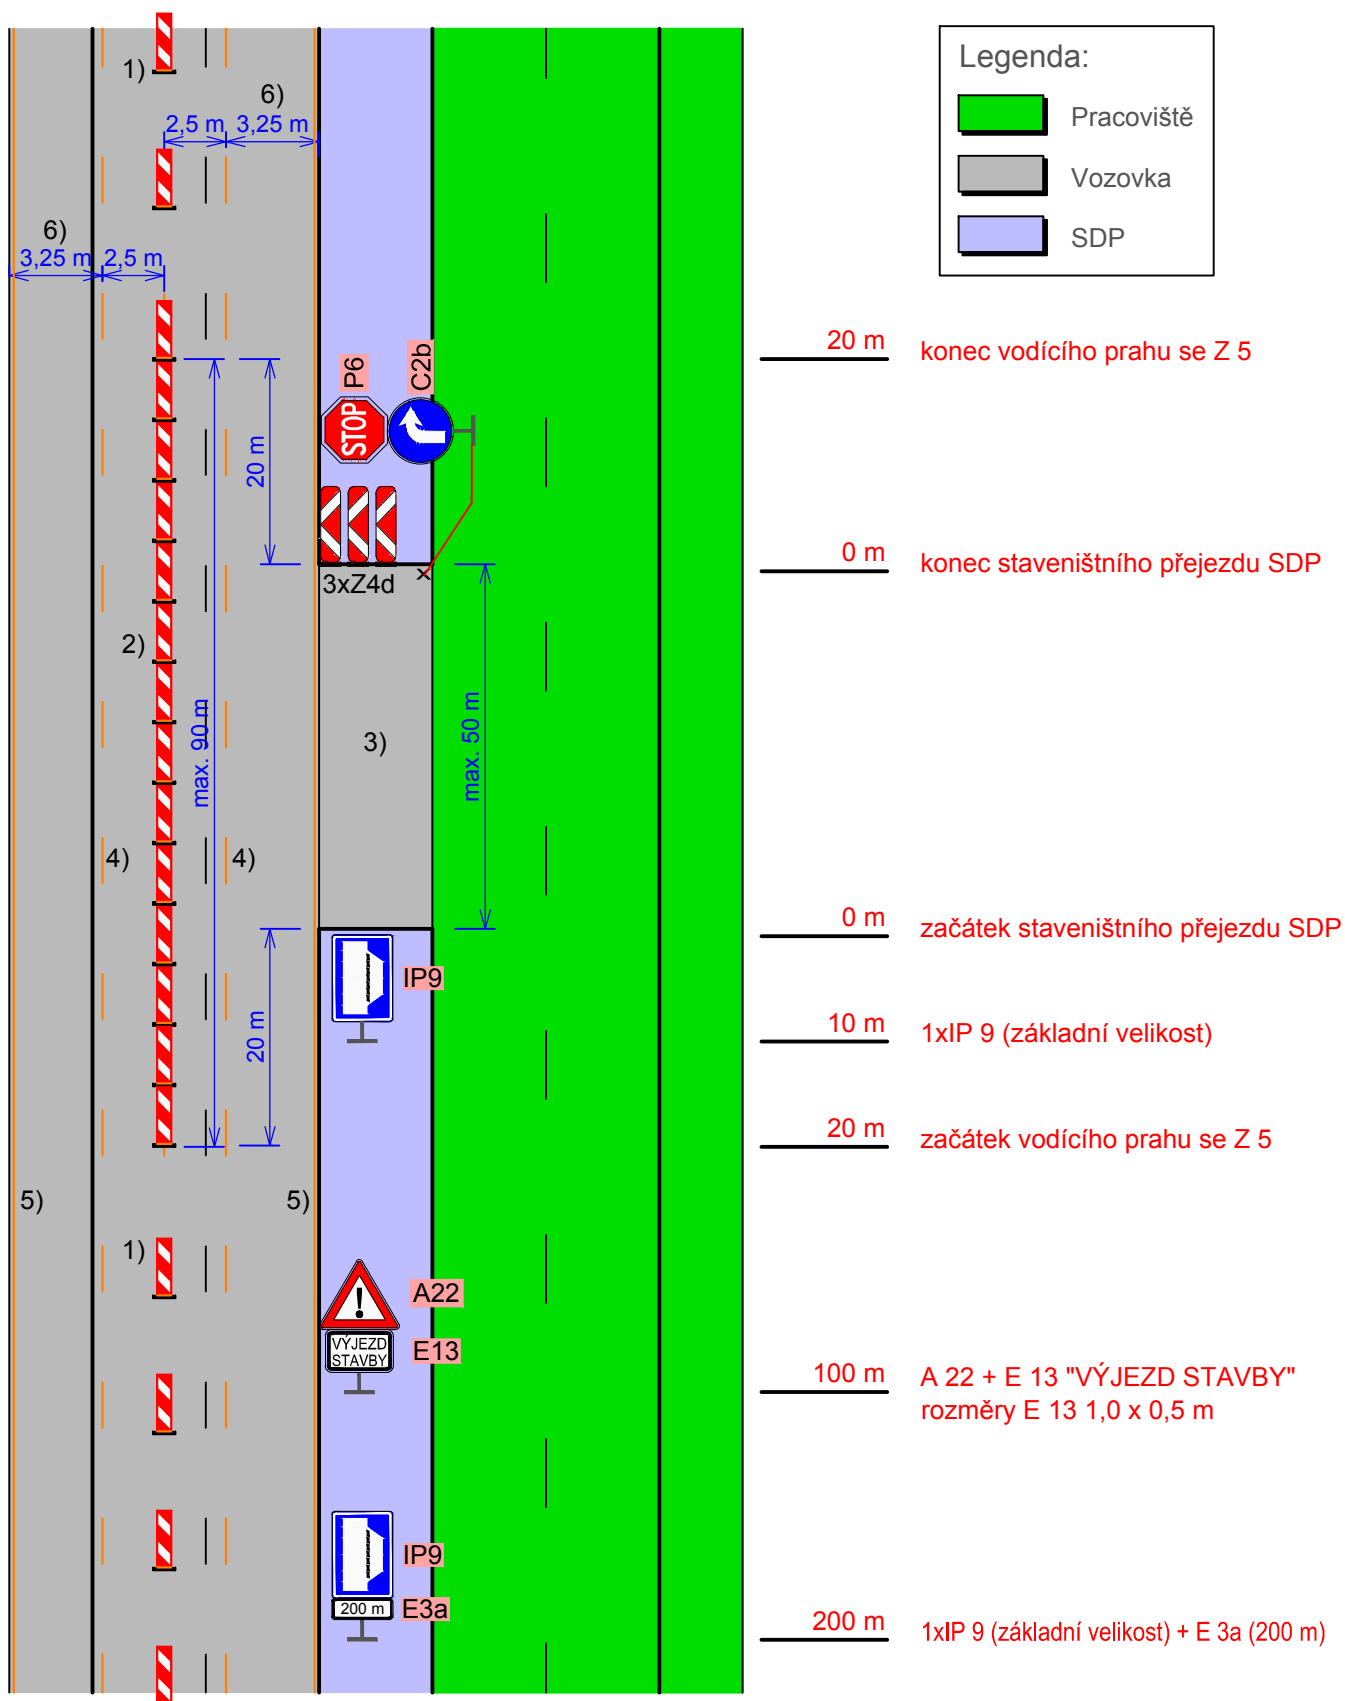 Legenda:
Pracoviště
Vozovka
SDP
1)
6)
2,5 m
3,25 m
6)
3,25 m
2,5 m
20 m
konec vodícího prahu se Z 5
P6
C2b
STOP
20 m
3xZ4d
0 m
konec staveništního přejezdu SDP
2)
max. 90 m
3)
max. 50 m
4)
4)
0 m
začátek staveništního přejezdu SDP
IP9
10 m
1xIP 9 (základní velikost)
20 m
20 m
začátek vodícího prahu se Z 5
5)
5)
1)
A22
VÝJEZD
STAVBY
E13
100 m
A 22 + E 13 "VÝJEZD STAVBY"
rozměry E 13 1,0 x 0,5 m
IP9
200 m
E3a
200 m
1xIP 9 (základní velikost) + E 3a (200 m)